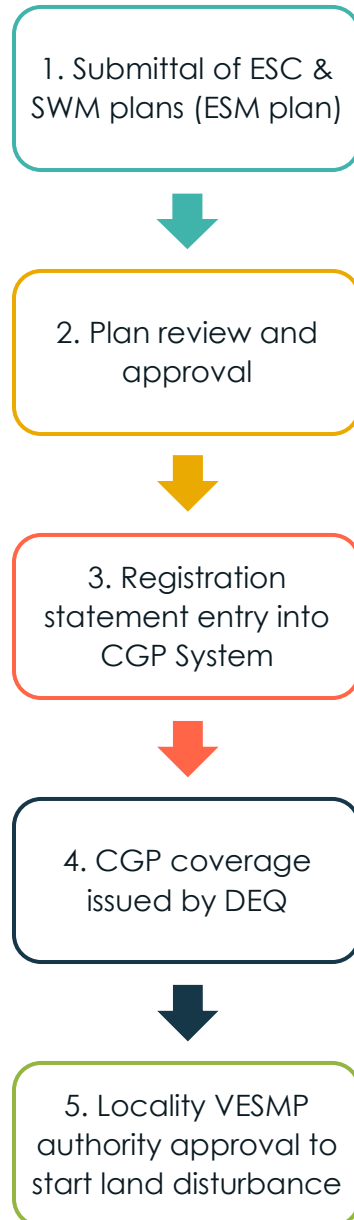 1. Submittal of ESC &
SWM plans (ESM plan)
2. Plan review and
approval
3. Registration
statement entry into
CGP System
4. CGP coverage
issued by DEQ
5. Locality VESMP
authority approval to
start land disturbance